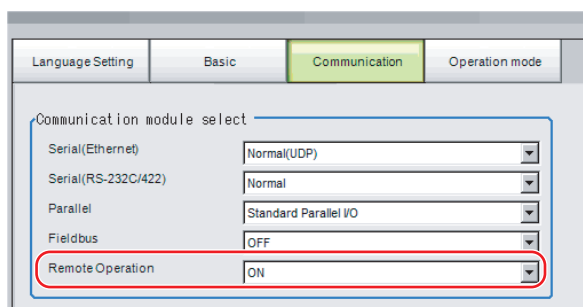 Language Setting Basic Communication Operation mode
Communication module select
Serial(Ethernet) Normal(UDP)
Serial(RS-232C/422) Normal
Parallel Standard Parallel I/O
Fieldbus OFF
Remote Operation ON